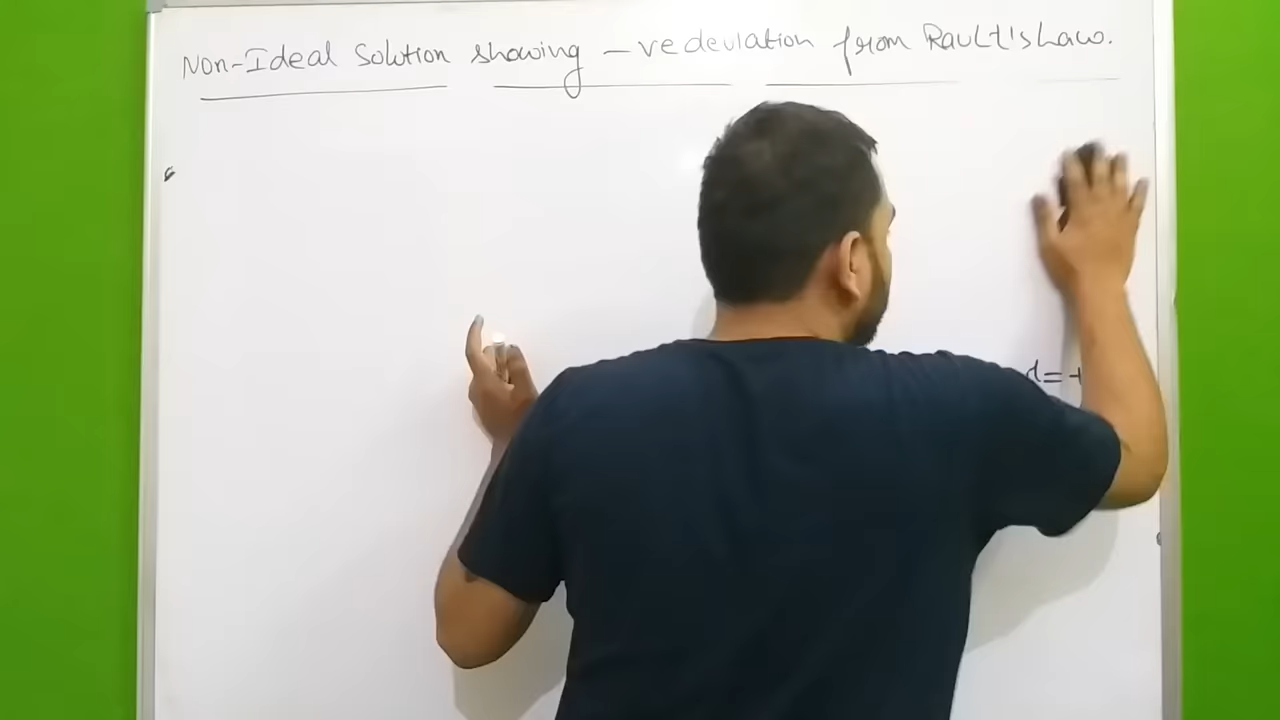 Non-Ideal Solution showing -ve deviation from Rault's Law.
d=+